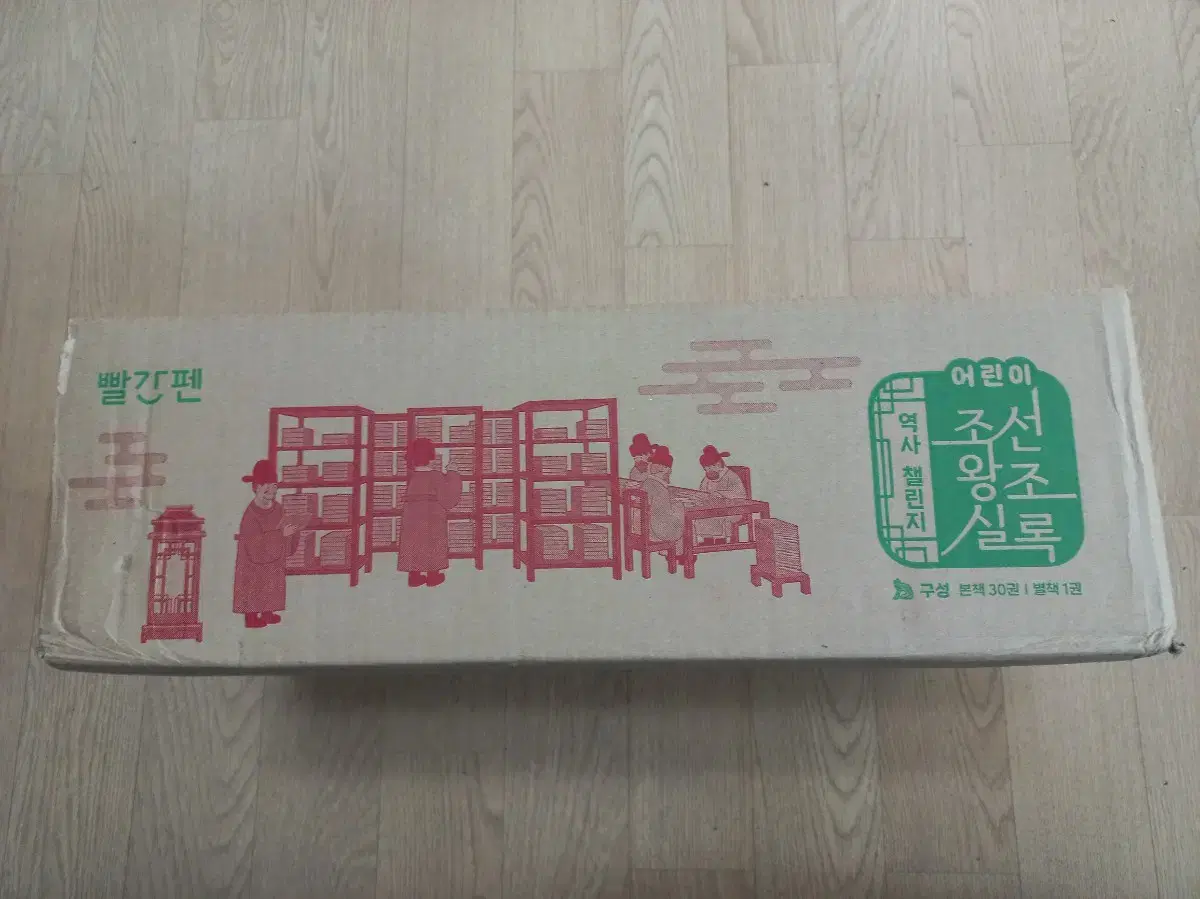 빨간펜
어린이
역사 챌린지
조선
왕조
실록
구성 본책 30권 | 별책 1권